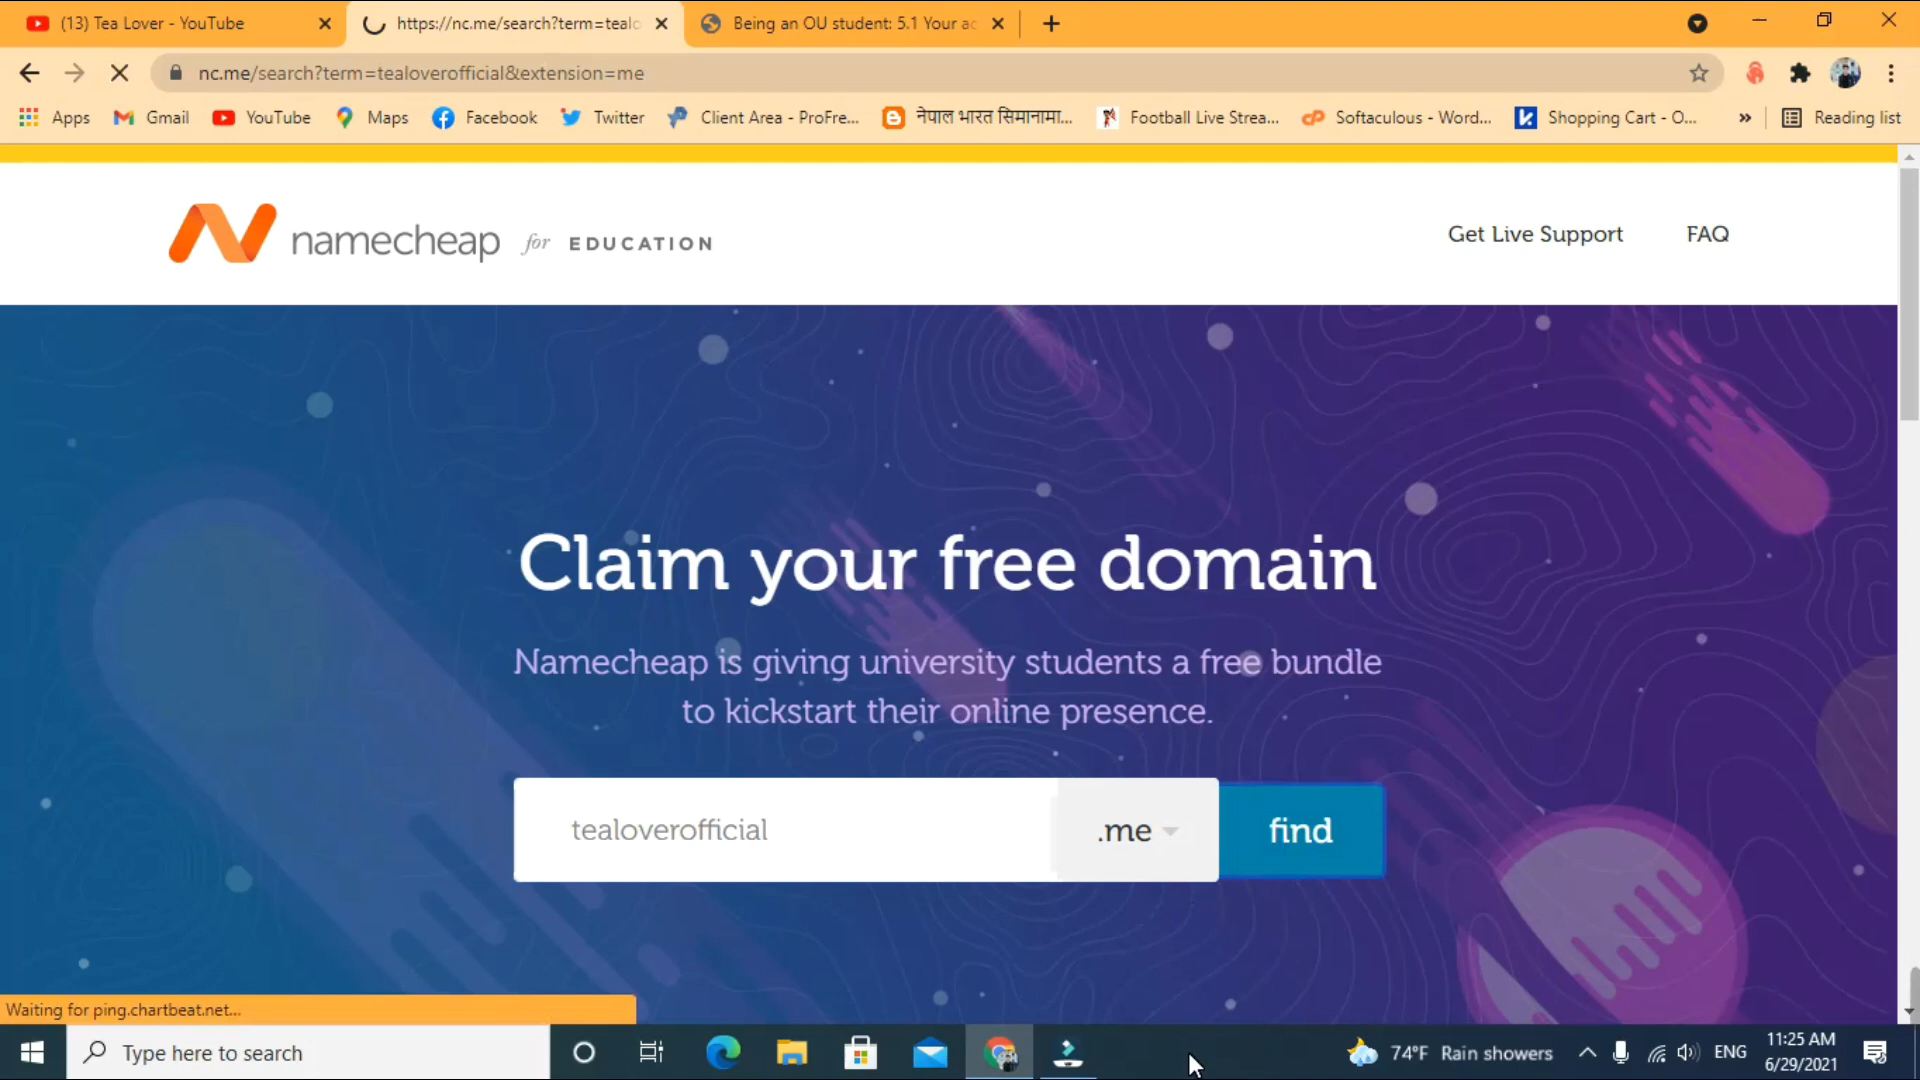 (13) Tea Lover - YouTube
https://nc.me/search?term=tealo
Being an OU student: 5.1 Your ac
nc.me/search?term=tealoverofficial&extension=me
Apps
Gmail
YouTube
Maps
Facebook
Twitter
Client Area - ProFre...
नेपाल भारत सिमानामा...
Football Live Strea...
Softaculous - Word...
Shopping Cart - O...
»
Reading list
namecheap for EDUCATION
Get Live Support
FAQ
Claim your free domain
Namecheap is giving university students a free bundle
to kickstart their online presence.
tealoverofficial
.me
find
Waiting for ping.chartbeat.net...
Type here to search
74°F Rain showers
ENG
11:25 AM
6/29/2021